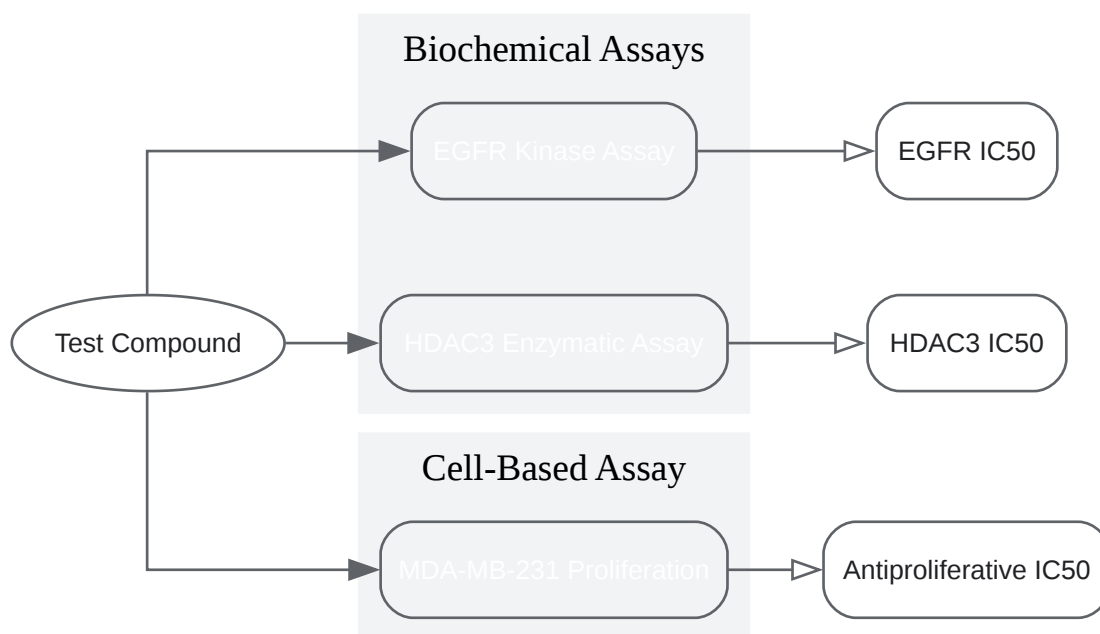 Biochemical Assays
EGFR Kinase Assay
EGFR IC50
Test Compound
HDAC3 Enzymatic Assay
HDAC3 IC50
Cell-Based Assay
MDA-MB-231 Proliferation
Antiproliferative IC50